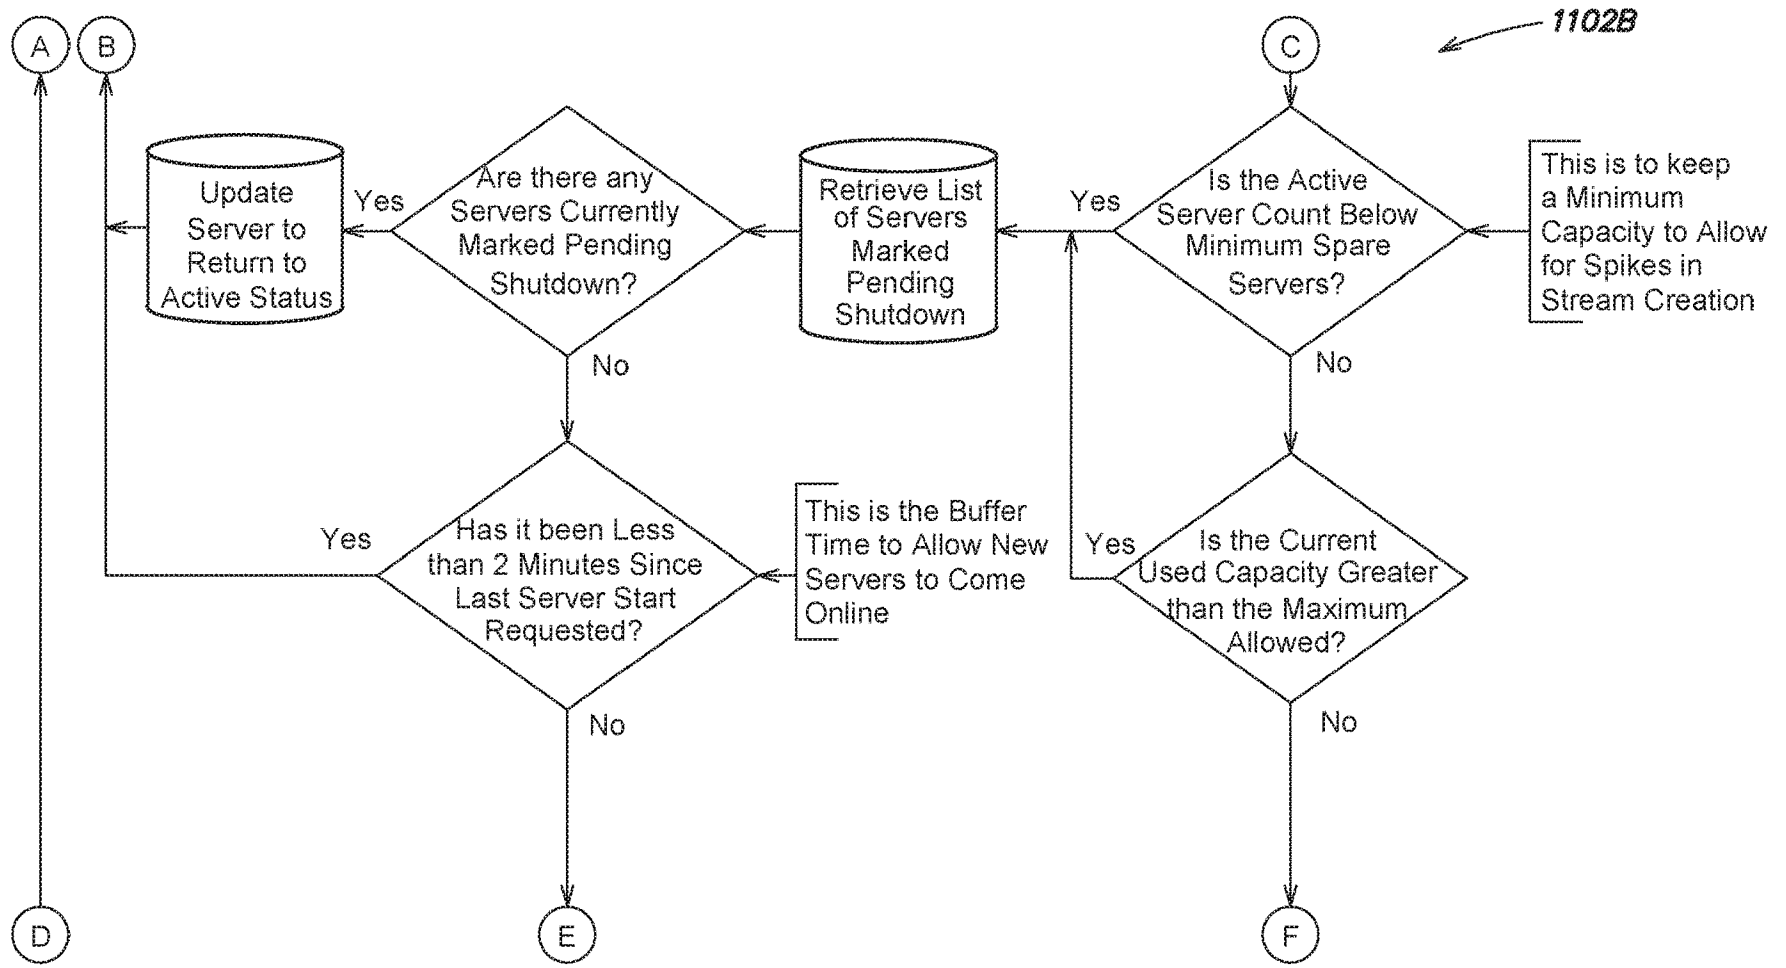 A
B
C
1102B
Update
Server to
Return to
Active Status
Yes
Are there any
Servers Currently
Marked Pending
Shutdown?
No
Retrieve List
of Servers
Marked
Pending
Shutdown
Yes
Is the Active
Server Count Below
Minimum Spare
Servers?
No
This is to keep
a Minimum
Capacity to Allow
for Spikes in
Stream Creation
Yes
Has it been Less
than 2 Minutes Since
Last Server Start
Requested?
No
This is the Buffer
Time to Allow New
Servers to Come
Online
Yes
Is the Current
Used Capacity Greater
than the Maximum
Allowed?
No
D
E
F